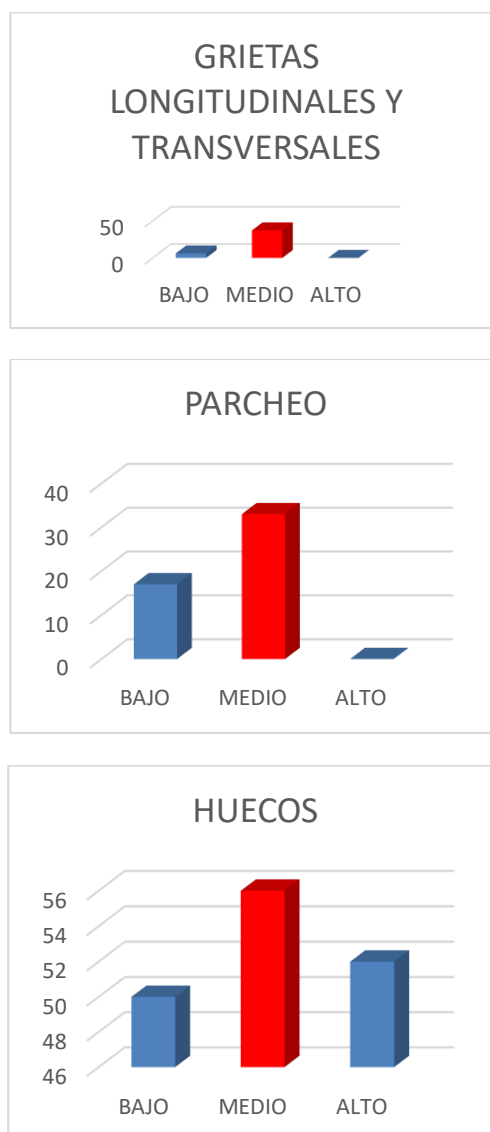 GRIETAS
LONGITUDINALES Y
TRANSVERSALES
50
0
BAJO MEDIO ALTO
PARCHEO
40
30
20
10
0
BAJO MEDIO ALTO
HUECOS
56
54
52
50
48
46
BAJO MEDIO ALTO